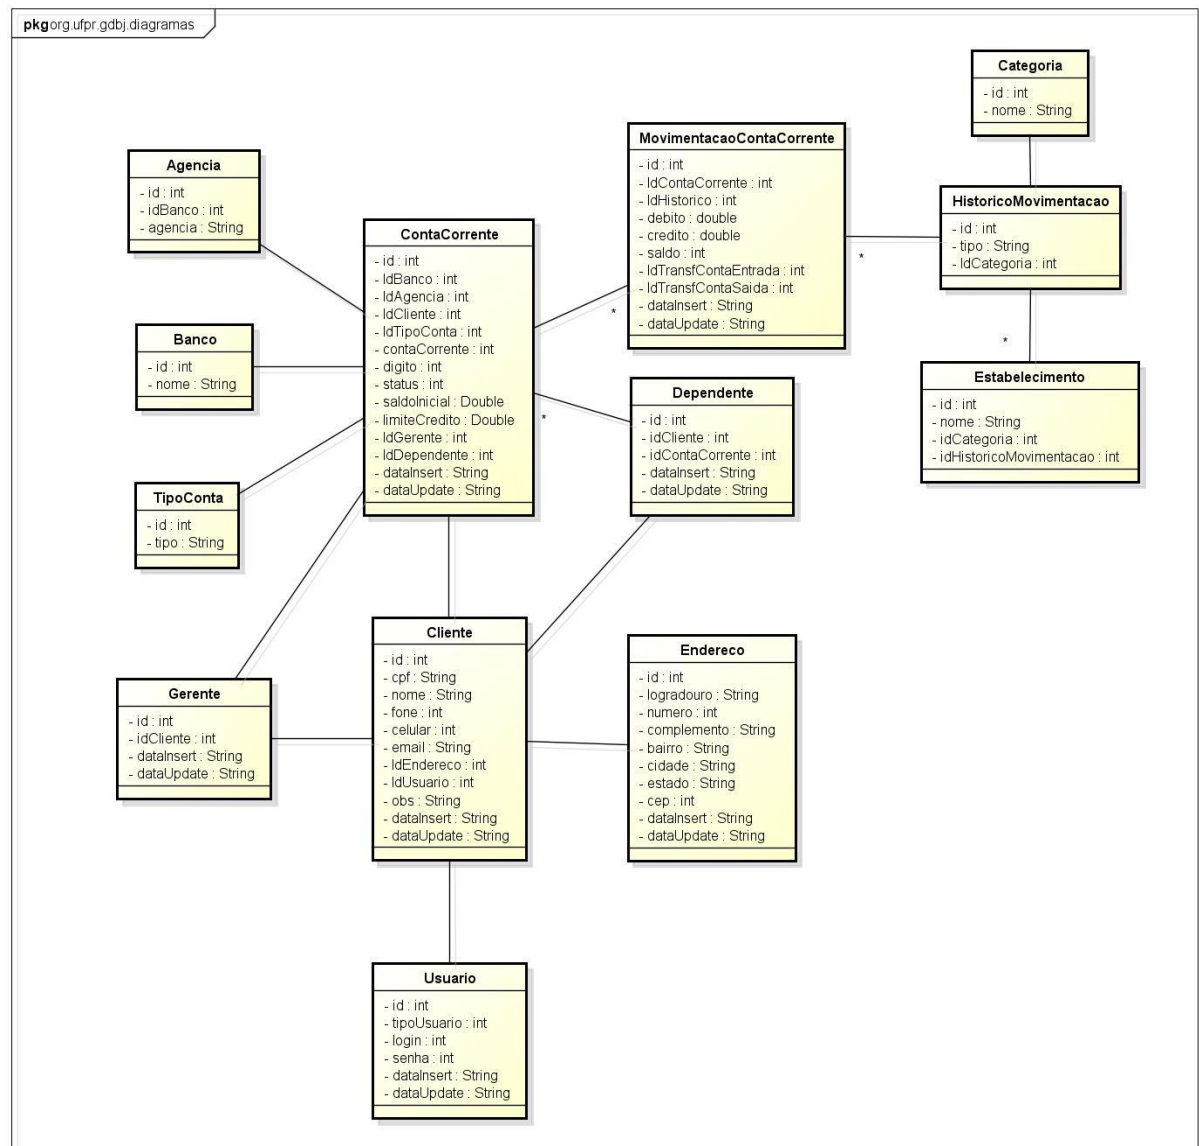 pkg org.ufpr.gdbj.diagramas
Categoria
- id : int
- nome : String
MovimentacaoContaCorrente
- id : int
- IdContaCorrente : int
- IdHistorico : int
- debito : double
- credito : double
- saldo : int
- IdTransfContaEntrada : int
- IdTransfContaSaida : int
- dataInsert : String
- dataUpdate : String
Agencia
- id : int
- idBanco : int
- agencia : String
HistoricoMovimentacao
- id : int
- tipo : String
- IdCategoria : int
ContaCorrente
- id : int
- IdBanco : int
- IdAgencia : int
- IdCliente : int
- IdTipoConta : int
- contaCorrente : int
- digito : int
- status : int
- saldoInicial : Double
- limiteCredito : Double
- IdGerente : int
- IdDependente : int
- dataInsert : String
- dataUpdate : String
*
*
*
*
Banco
- id : int
- nome : String
Estabelecimento
- id : int
- nome : String
- idCategoria : int
- idHistoricoMovimentacao : int
Dependente
- id : int
- idCliente : int
- idContaCorrente : int
- dataInsert : String
- dataUpdate : String
TipoConta
- id : int
- tipo : String
Cliente
- id : int
- cpf : String
- nome : String
- fone : int
- celular : int
- email : String
- IdEndereco : int
- IdUsuario : int
- obs : String
- dataInsert : String
- dataUpdate : String
Endereco
- id : int
- logradouro : String
- numero : int
- complemento : String
- bairro : String
- cidade : String
- estado : String
- cep : int
- dataInsert : String
- dataUpdate : String
Gerente
- id : int
- idCliente : int
- dataInsert : String
- dataUpdate : String
Usuario
- id : int
- tipoUsuario : int
- login : int
- senha : int
- dataInsert : String
- dataUpdate : String